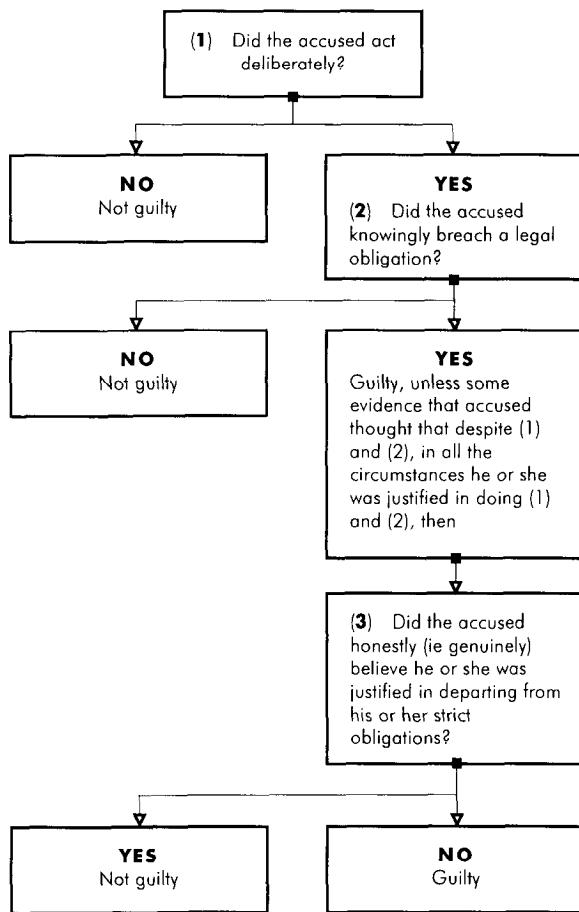 (1) Did the accused act
deliberately?
NO
Not guilty
YES
(2) Did the accused
knowingly breach a legal
obligation?
NO
Not guilty
YES
Guilty, unless some
evidence that accused
thought that despite (1)
and (2), in all the
circumstances he or she
was justified in doing (1)
and (2), then
(3) Did the accused
honestly (ie genuinely)
believe he or she was
justified in departing from
his or her strict
obligations?
YES
Not guilty
NO
Guilty